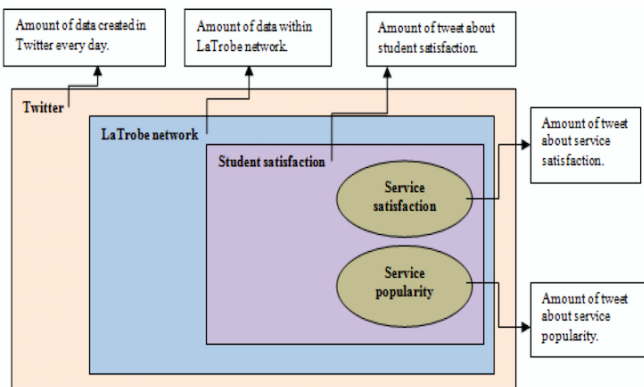 Amount of data created in
Twitter every day.
Amount of data within
LaTrobe network.
Amount of tweet about
student satisfaction.
Twitter
LaTrobe network
Student satisfaction
Service
satisfaction
Service
popularity
Amount of tweet
about service
satisfaction.
Amount of tweet
about service
popularity.